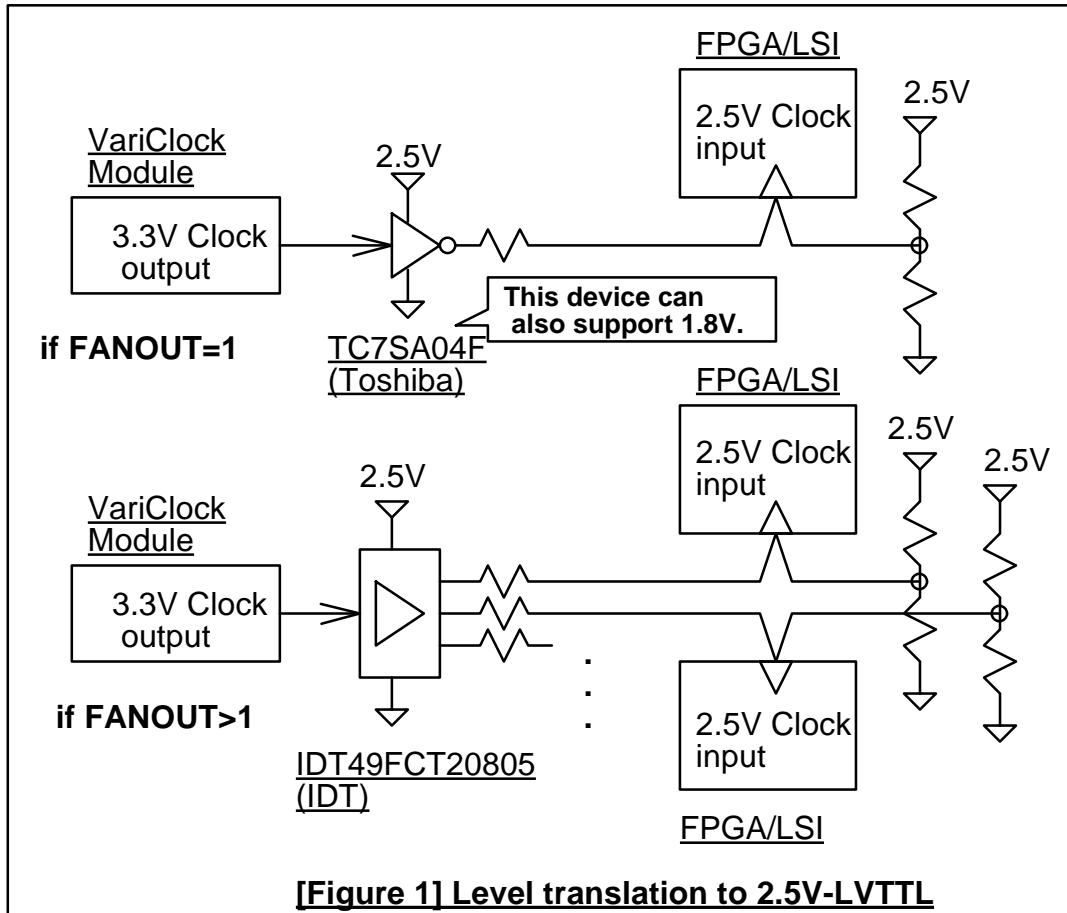 FPGA/LSI
2.5V
2.5V Clock
input
VariClock
Module
2.5V
3.3V Clock
output
This device can
also support 1.8V.
if FANOUT=1
TC7SA04F
(Toshiba)
FPGA/LSI
2.5V
2.5V
2.5V Clock
input
2.5V
VariClock
Module
3.3V Clock
output
.
.
.
if FANOUT>1
2.5V Clock
input
IDT49FCT20805
(IDT)
FPGA/LSI
[Figure 1] Level translation to 2.5V-LVTTL